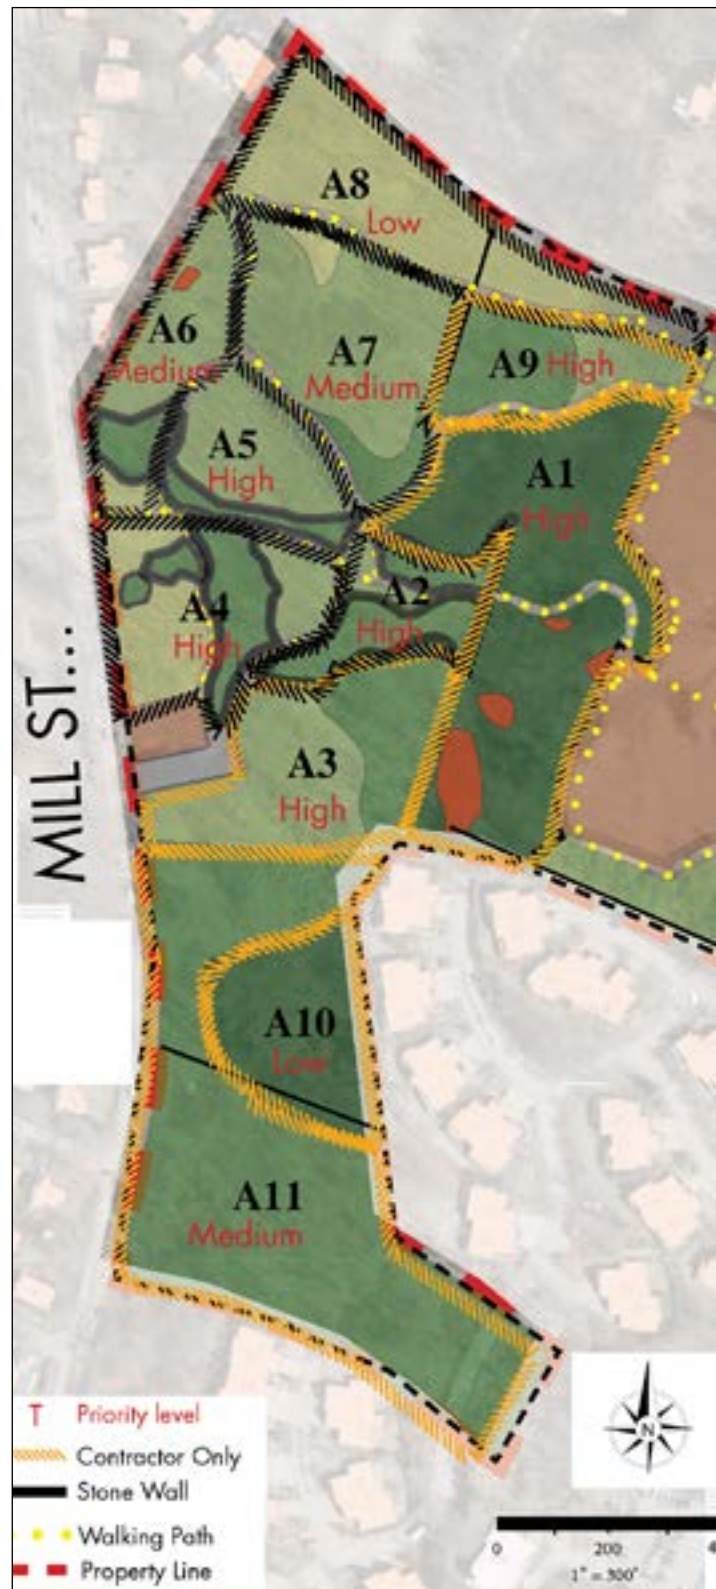 A8
Low
A6
Medium
A7
Medium
A9 High
A5
High
A1
High
A2
High
A4
High
MILL ST...
A3
High
A10
Low
A11
Medium
T Priority level
Contractor Only
Stone Wall
Walking Path
Property Line
N
0 200
1" = 300'